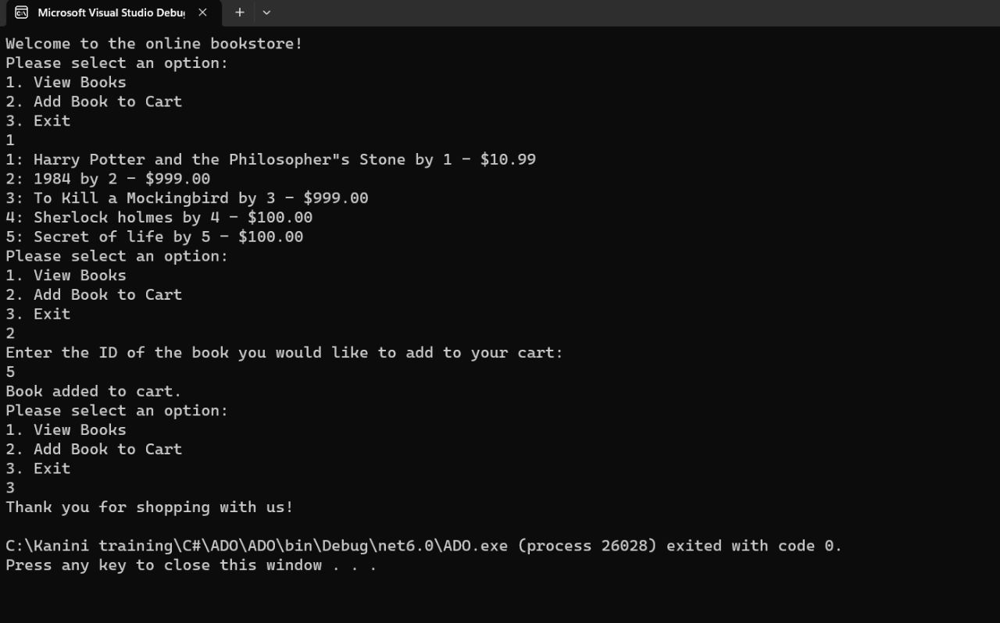 Microsoft Visual Studio Debu
Welcome to the online bookstore!
Please select an option:
1. View Books
2. Add Book to Cart
3. Exit
1
1: Harry Potter and the Philosopher"s Stone by 1 - $10.99
2: 1984 by 2 - $999.00
3: To Kill a Mockingbird by 3 - $999.00
4: Sherlock holmes by 4 - $100.00
5: Secret of life by 5 - $100.00
Please select an option:
1. View Books
2. Add Book to Cart
3. Exit
2
Enter the ID of the book you would like to add to your cart:
5
Book added to cart.
Please select an option:
1. View Books
2. Add Book to Cart
3. Exit
3
Thank you for shopping with us!
C:\Kanini training\C#\ADO\ADO\bin\Debug\net6.0\ADO.exe (process 26028) exited with code 0.
Press any key to close this window . . .